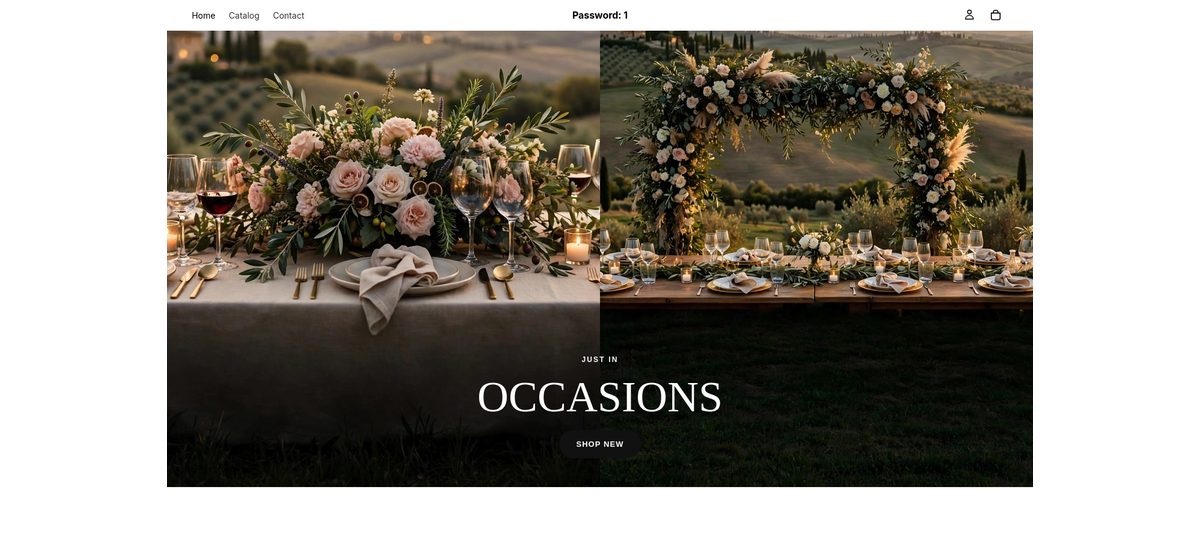 Home Catalog Contact
Password: 1
JUST IN
OCCASIONS
SHOP NEW